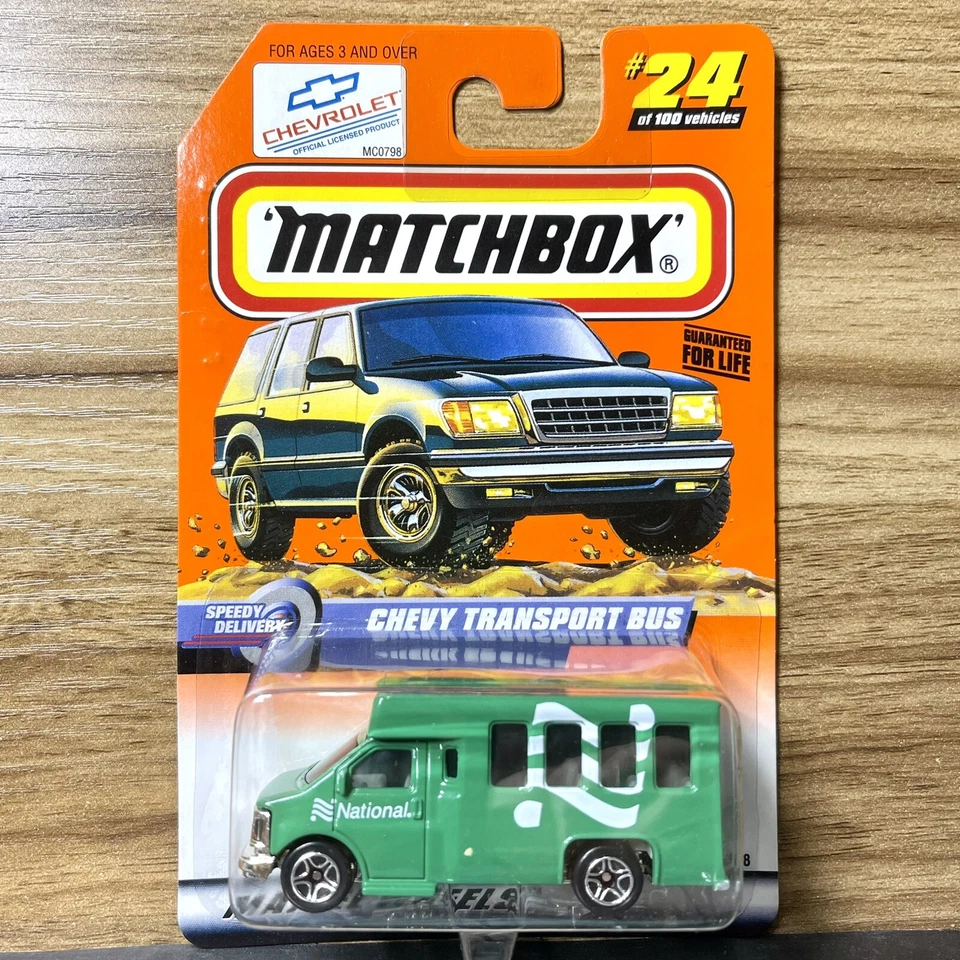 FOR AGES 3 AND OVER
CHEVROLET
OFFICIAL LICENSED PRODUCT
MC0798
#24
of 100 vehicles
'MATCHBOX'®
GUARANTEED
FOR LIFE
SPEEDY
DELIVERY
CHEVY TRANSPORT BUS
National
8